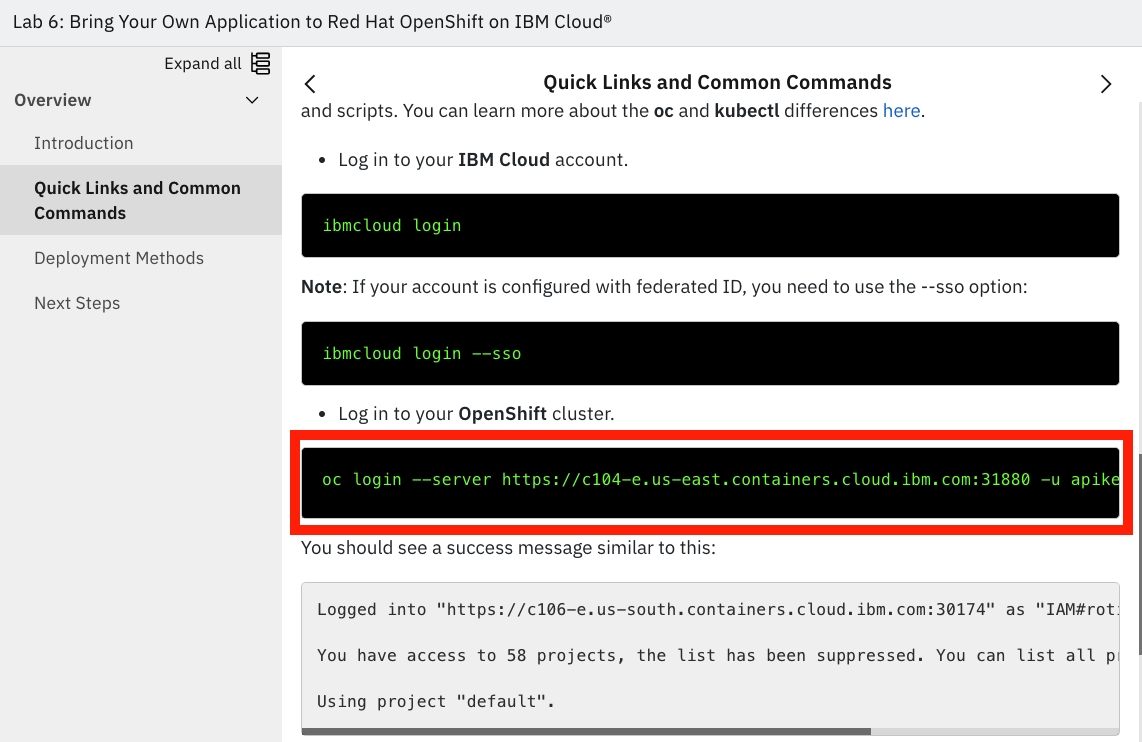 Lab 6: Bring Your Own Application to Red Hat OpenShift on IBM Cloud®
Expand all
Overview
Introduction
Quick Links and Common
Commands
Deployment Methods
Next Steps
Quick Links and Common Commands
and scripts. You can learn more about the oc and kubectl differences here.
• Log in to your IBM Cloud account.
ibmcloud login
Note: If your account is configured with federated ID, you need to use the --sso option:
ibmcloud login --sso
• Log in to your OpenShift cluster.
oc login --server https://c104-e.us-east.containers.cloud.ibm.com:31880 -u apike
You should see a success message similar to this:
Logged into "https://c106-e.us-south.containers.cloud.ibm.com:30174" as "IAM#rot
You have access to 58 projects, the list has been suppressed. You can list all
Using project "default".